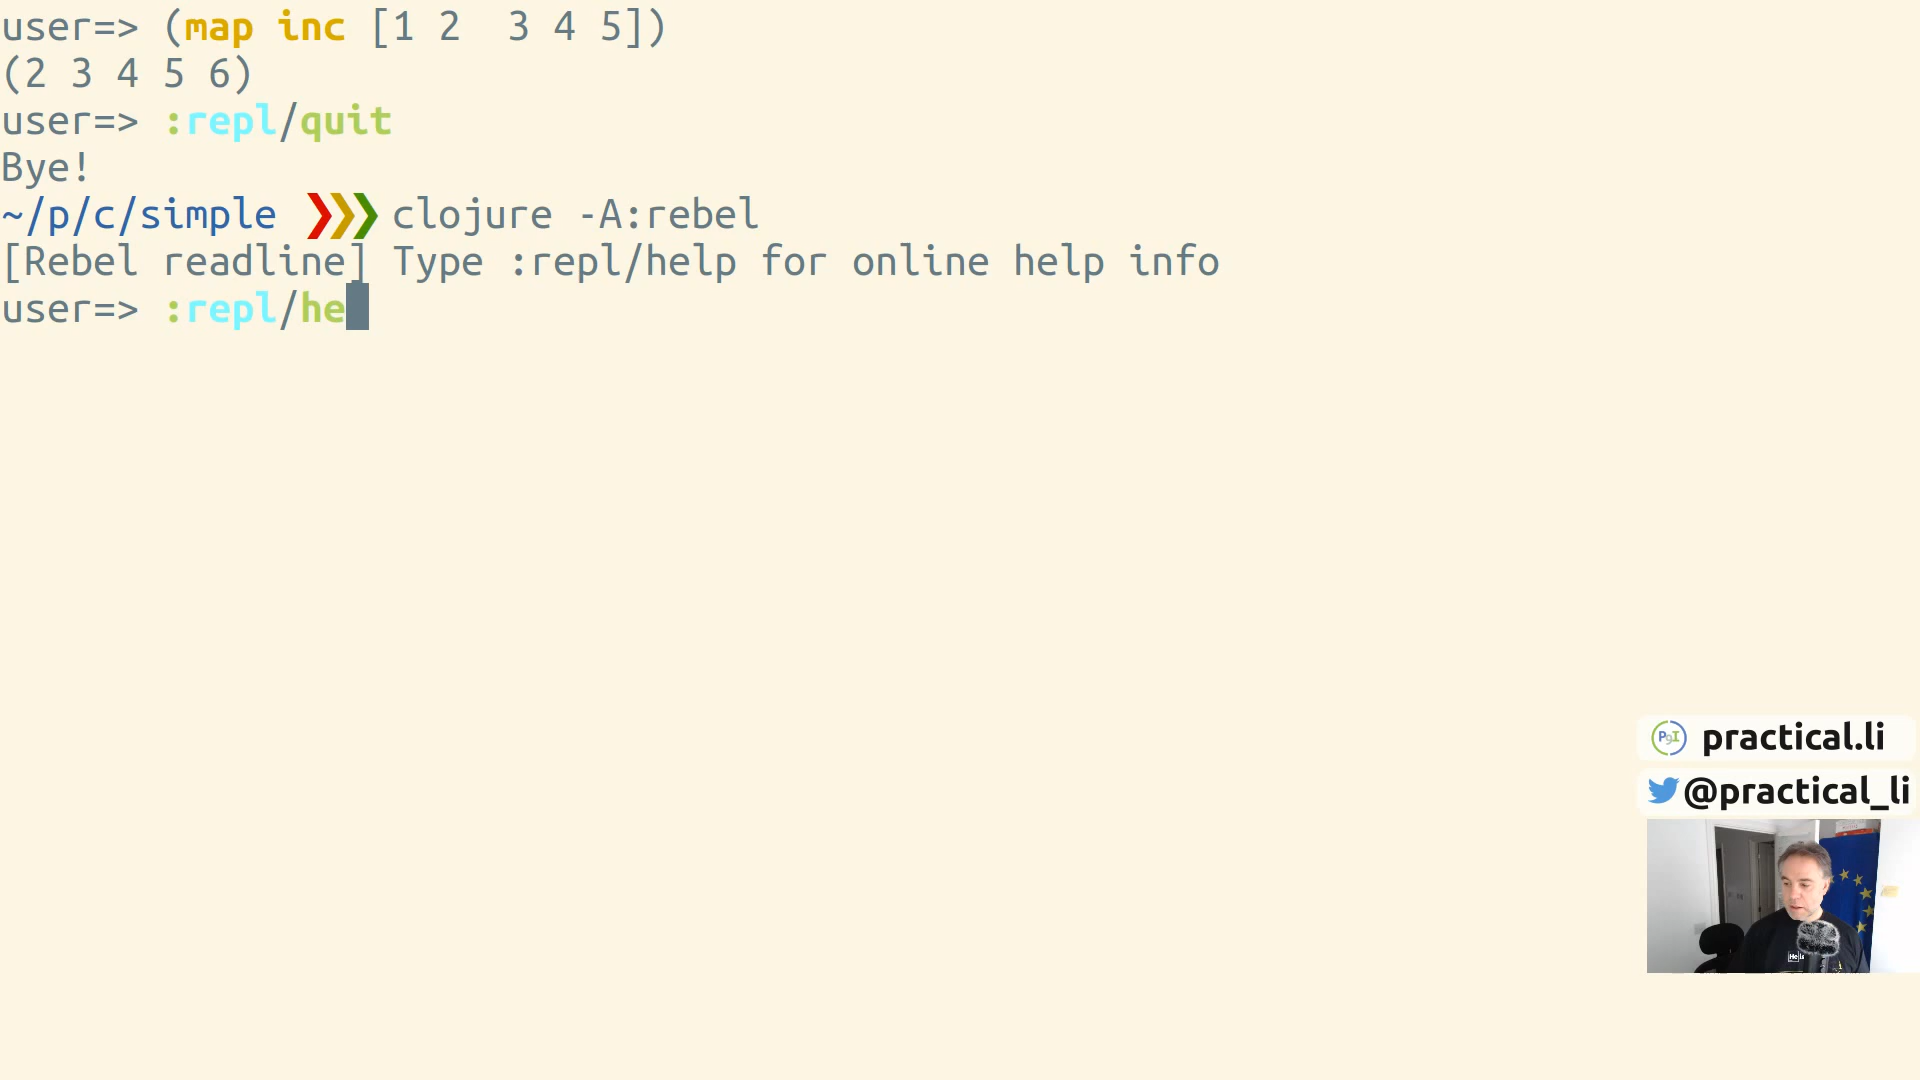 user=> (map inc [1 2  3 4 5])
(2 3 4 5 6)
user=> :repl/quit
Bye!
~/p/c/simple ❯❯❯ clojure -A:rebel
[Rebel readline] Type :repl/help for online help info
user=> :repl/he
practical.li
@practical_li